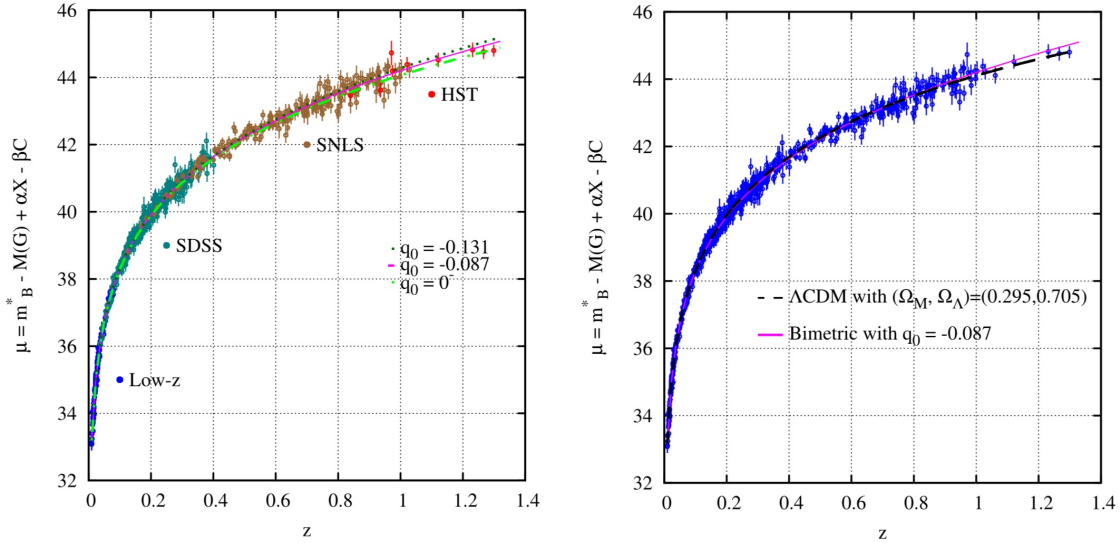 46
44
42
40
38
36
34
32
0
0.2
0.4
0.6
0.8
1
1.2
1.4
z
μ = m*B - M(G) + αX - βC
HST
SNLS
SDSS
Low-z
q0 = -0.131
q0 = -0.087
q0 = 0-
46
44
42
40
38
36
34
32
0
0.2
0.4
0.6
0.8
1
1.2
1.4
z
μ = m*B - M(G) + αX - βC
ΛCDM with (ΩM, ΩΛ)=(0.295,0.705)
Bimetric with q0 = -0.087